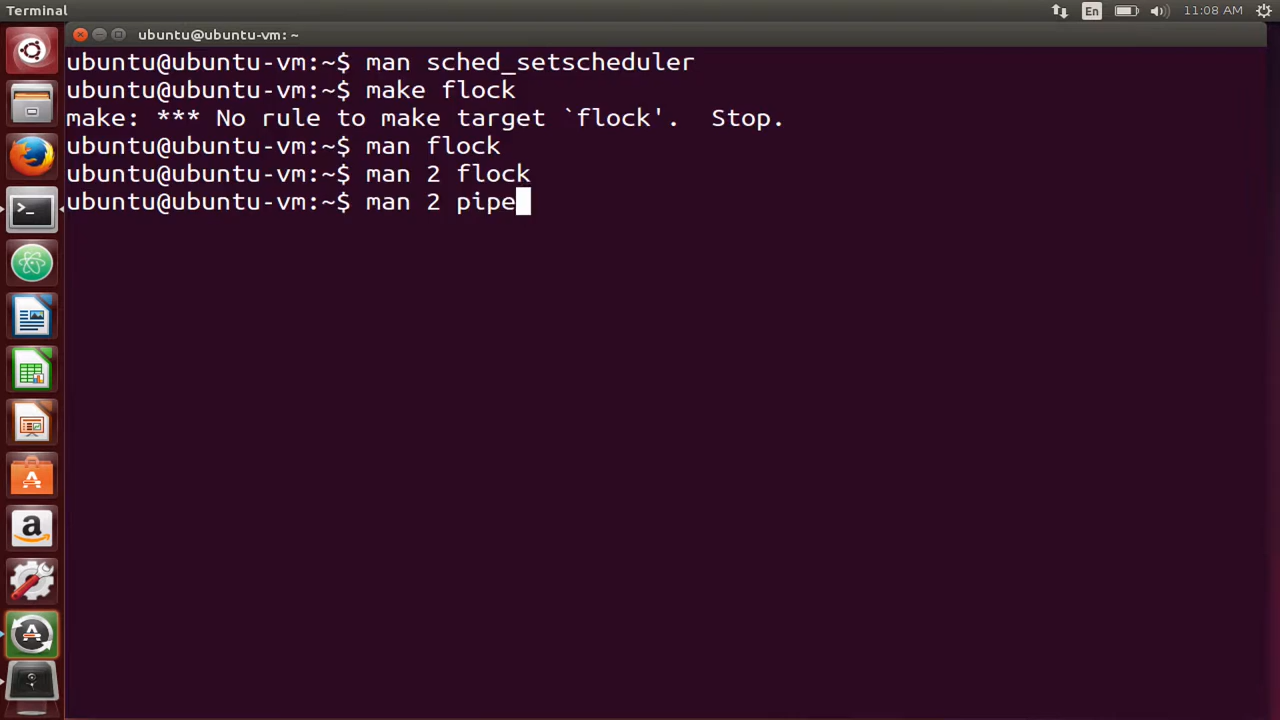 Terminal
En
11:08 AM
ubuntu@ubuntu-vm: ~
ubuntu@ubuntu-vm:~$ man sched_setscheduler
ubuntu@ubuntu-vm:~$ make flock
make: *** No rule to make target `flock'.  Stop.
ubuntu@ubuntu-vm:~$ man flock
ubuntu@ubuntu-vm:~$ man 2 flock
ubuntu@ubuntu-vm:~$ man 2 pipe